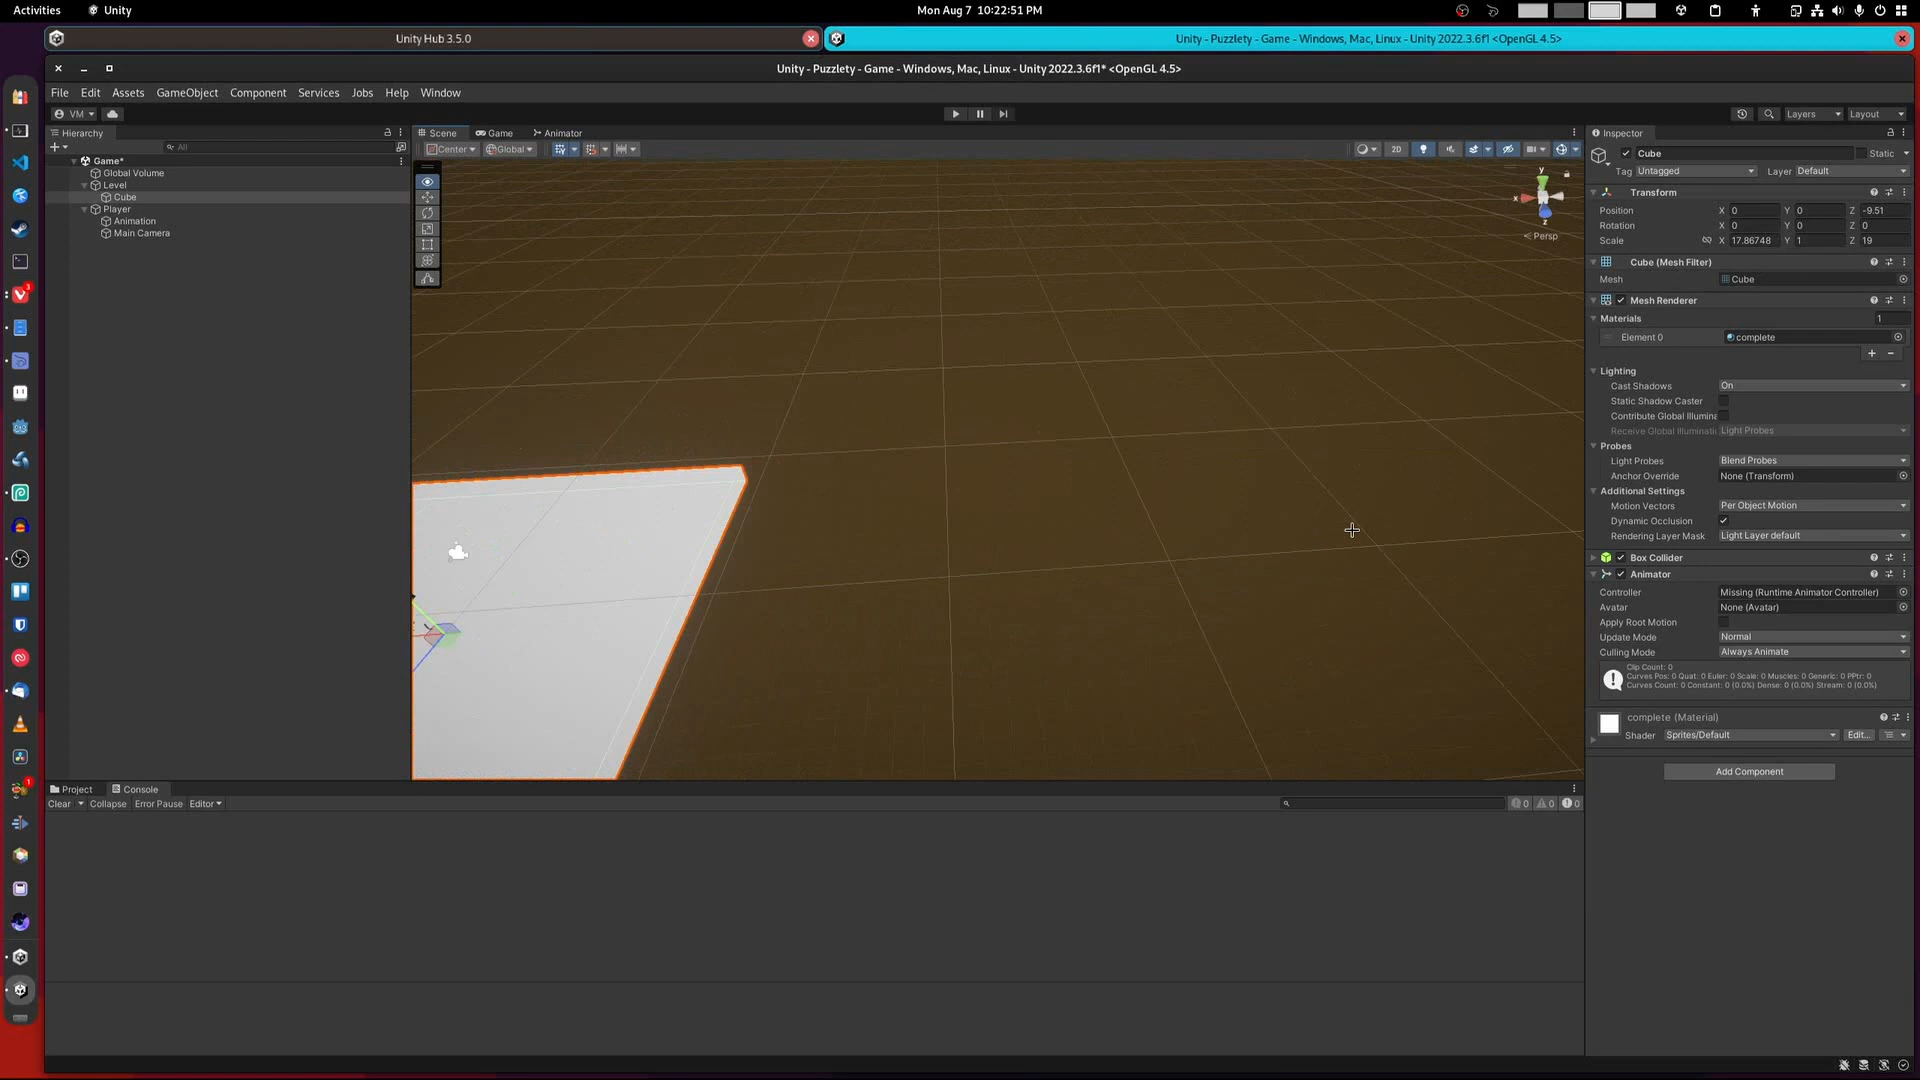 Activities
Unity
Mon Aug 7 10:22:51 PM
Unity Hub 3.5.0
Unity - Puzzlety - Game - Windows, Mac, Linux - Unity 2022.3.6f1 <OpenGL 4.5>
Unity - Puzzlety - Game - Windows, Mac, Linux - Unity 2022.3.6f1* <OpenGL 4.5>
File Edit Assets GameObject Component Services Jobs Help Window
VM
Layers
Layout
Hierarchy
All
Game*
Global Volume
Level
Cube
Player
Animation
Main Camera
Scene Game Animator
Center Global
2D
y
x
z
Persp
Inspector
Cube
Static
Tag Untagged Layer Default
Transform
Position X 0 Y 0 Z -9.51
Rotation X 0 Y 0 Z 0
Scale X 17.86748 Y 1 Z 19
Cube (Mesh Filter)
Mesh Cube
Mesh Renderer
Materials 1
Element 0 complete
Lighting
Cast Shadows On
Static Shadow Caster
Contribute Global Illumina
Receive Global Illuminati Light Probes
Probes
Light Probes Blend Probes
Anchor Override None (Transform)
Additional Settings
Motion Vectors Per Object Motion
Dynamic Occlusion
Rendering Layer Mask Light Layer default
Box Collider
Animator
Controller Missing (Runtime Animator Controller)
Avatar None (Avatar)
Apply Root Motion
Update Mode Normal
Culling Mode Always Animate
Clip Count: 0
Curves Pos: 0 Quat: 0 Euler: 0 Scale: 0 Muscles: 0 Generic: 0 PPtr: 0
Curves Count: 0 Constant: 0 (0.0%) Dense: 0 (0.0%) Stream: 0 (0.0%)
complete (Material)
Shader Sprites/Default Edit...
Add Component
Project Console
Clear Collapse Error Pause Editor
0 0 0
3
1